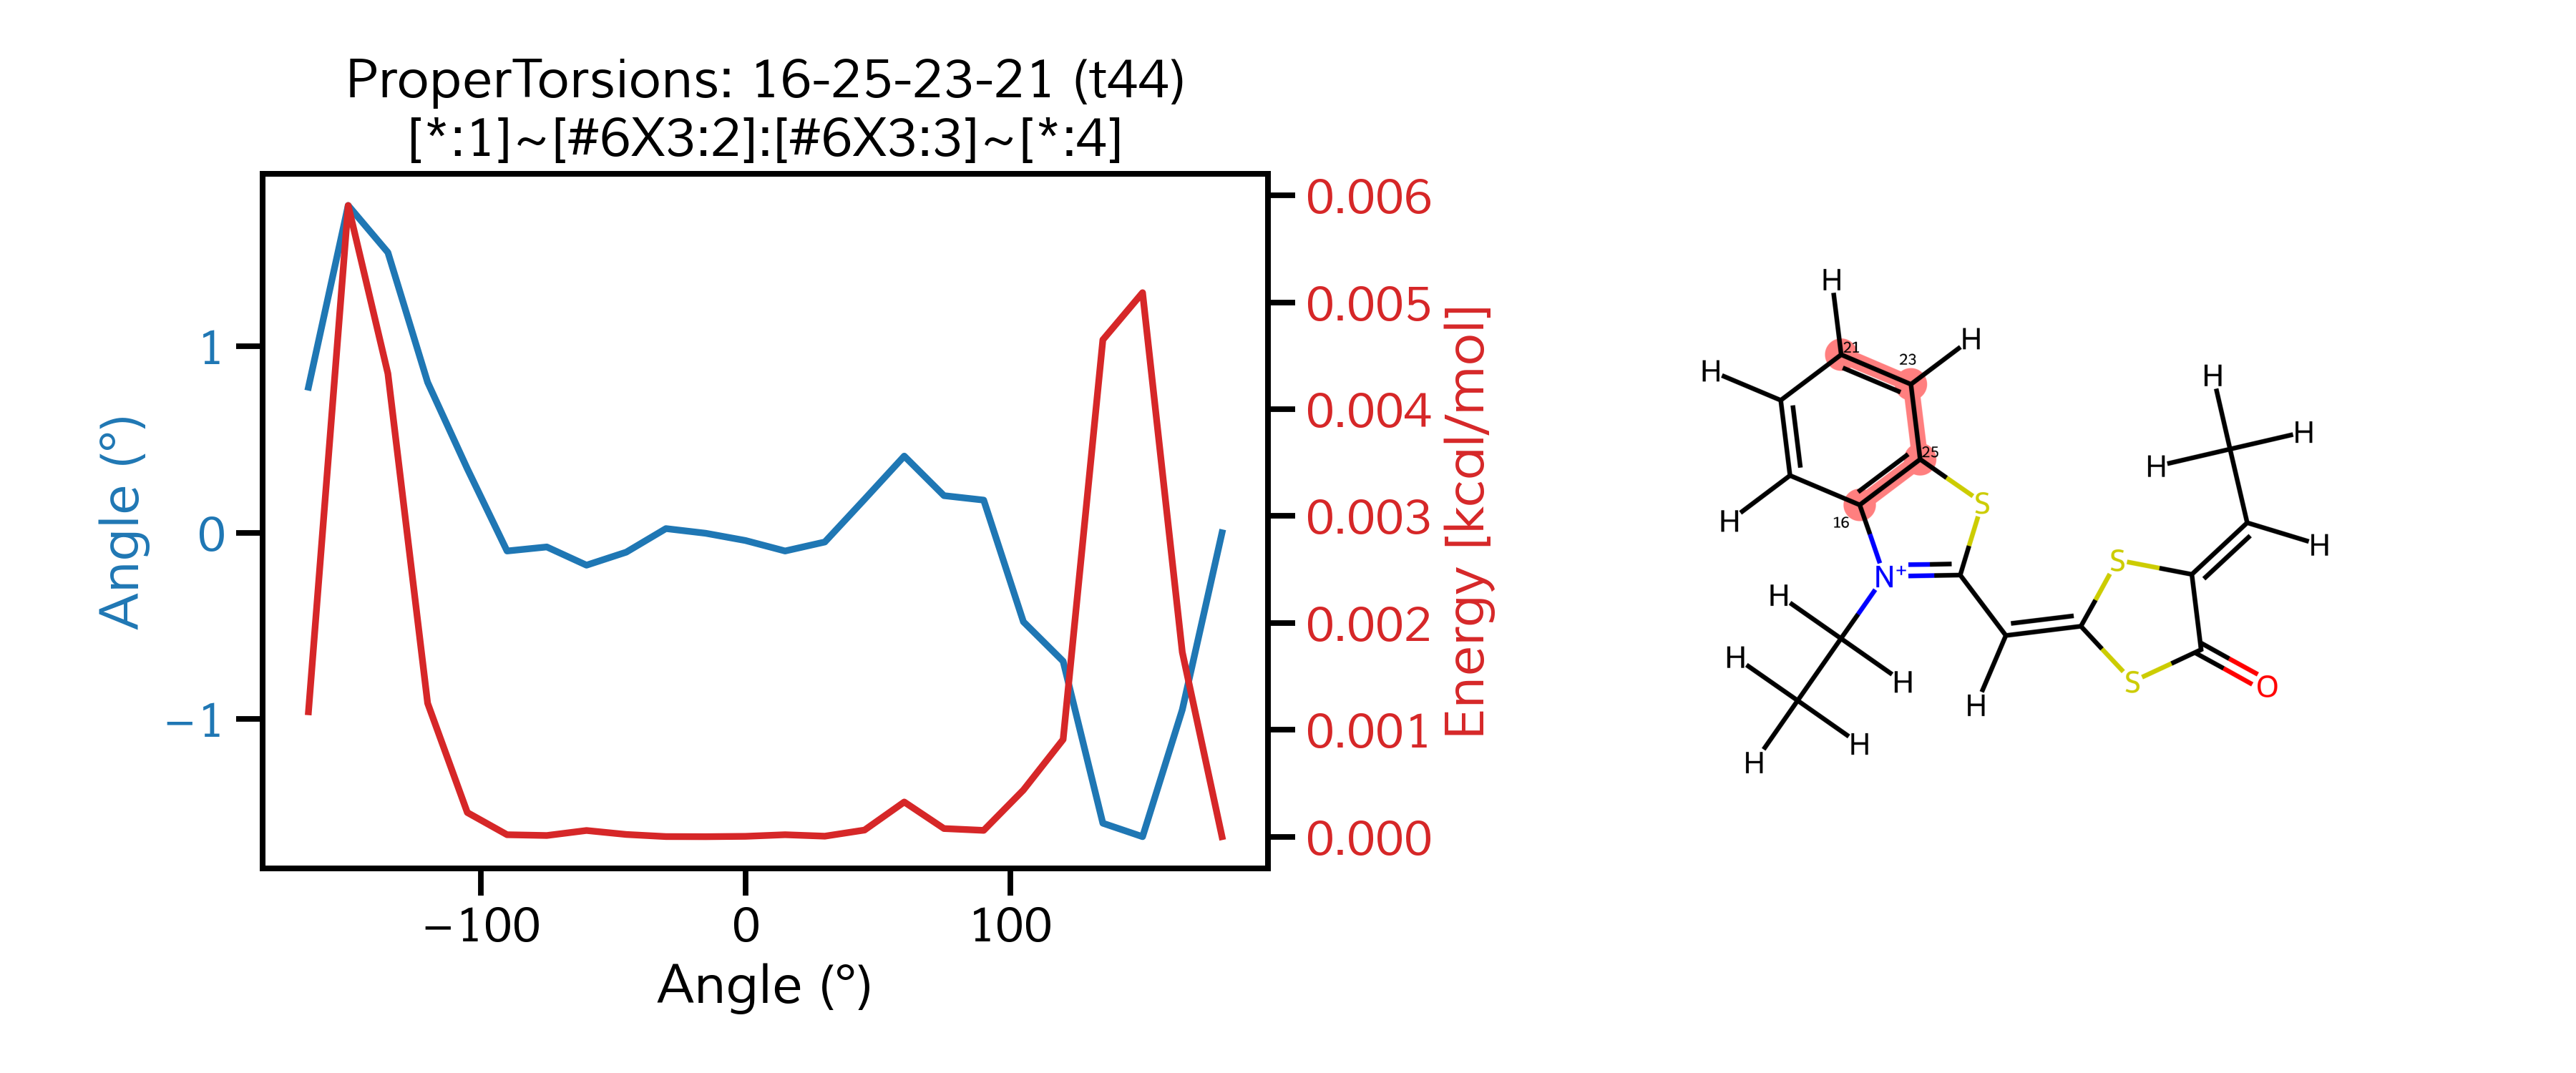 ProperTorsions: 16-25-23-21 (t44)
[*:1]~[#6X3:2]:[#6X3:3]~[*:4]
Angle (°)
1
0
−1
−100
0
100
Angle (°)
0.006
0.005
0.004
0.003
0.002
0.001
0.000
Energy [kcal/mol]
H
H
H
H
21
23
25
16
S
N+
H
H
H
H
H
H
H
S
S
O
H
H
H
H